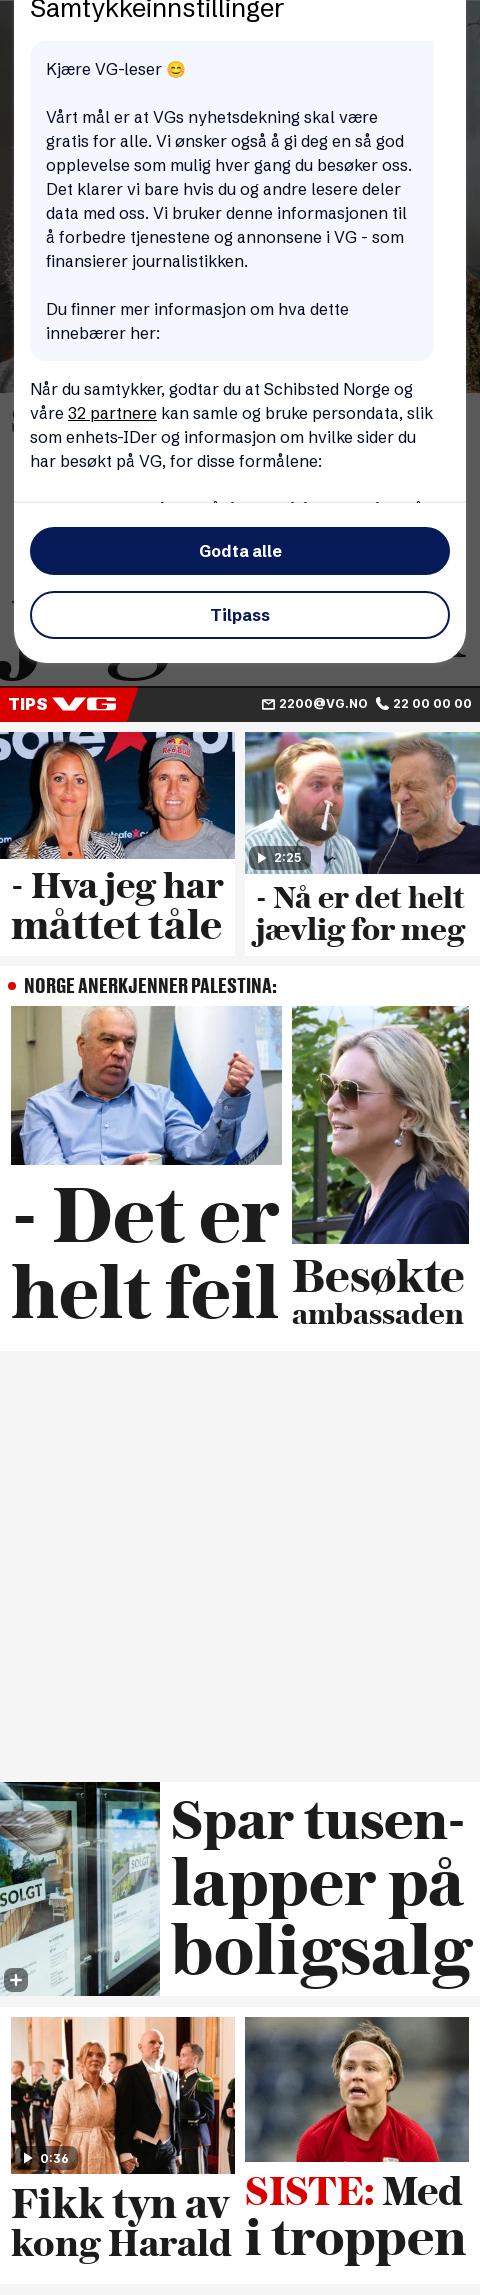 Samtykkeinnstillinger
Kjære VG-leser 😊
Vårt mål er at VGs nyhetsdekning skal være
gratis for alle. Vi ønsker også å gi deg en så god
opplevelse som mulig hver gang du besøker oss.
Det klarer vi bare hvis du og andre lesere deler
data med oss. Vi bruker denne informasjonen til
å forbedre tjenestene og annonsene i VG - som
finansierer journalistikken.
Du finner mer informasjon om hva dette
innebærer her:
Når du samtykker, godtar du at Schibsted Norge og
våre 32 partnere kan samle og bruke persondata, slik
som enhets-IDer og informasjon om hvilke sider du
har besøkt på VG, for disse formålene:
Godta alle
Tilpass
TIPS VG
2200@VG.NO 22 00 00 00
Red Bull
2:25
- Hva jeg har
måttet tåle
- Nå er det helt
jævlig for meg
NORGE ANERKJENNER PALESTINA:
- Det er
helt feil
Besøkte
ambassaden
SOLGT
SOLGT
Spar tusen-
lapper på
boligsalg
0:36
Fikk tyn av
kong Harald
SISTE: Med
i troppen